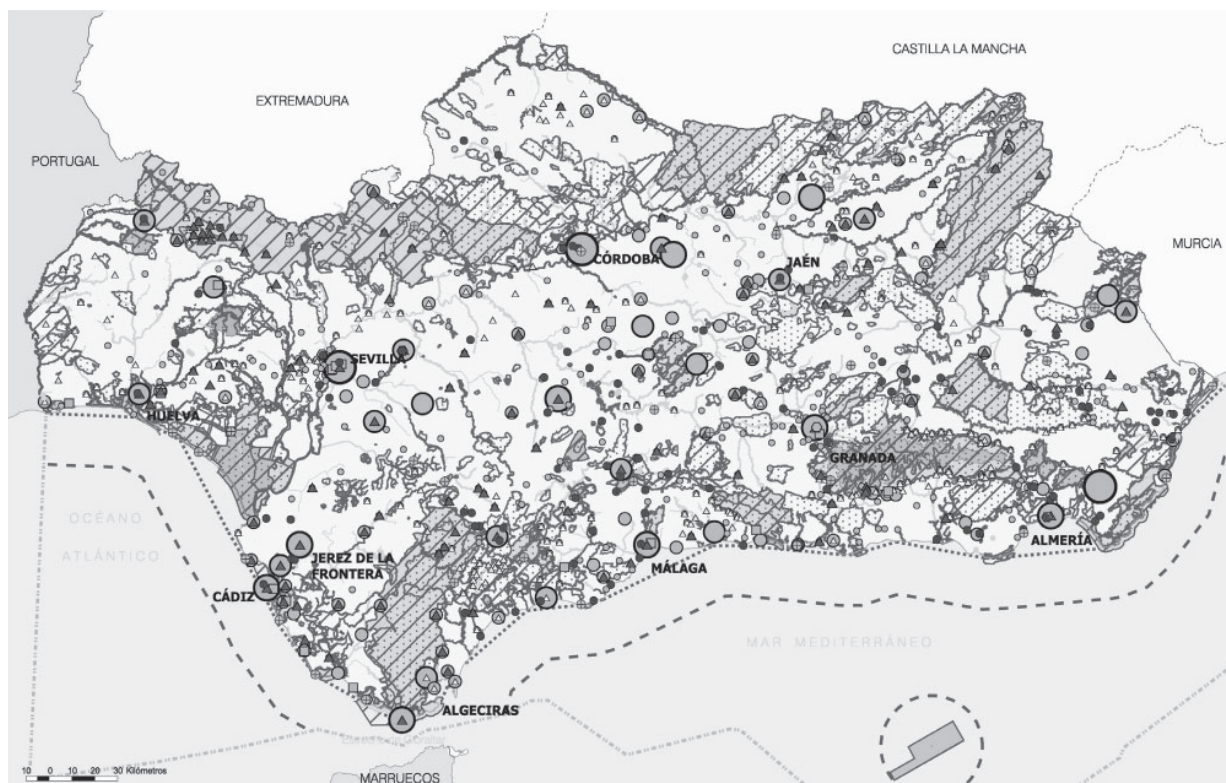 CASTILLA LA MANCHA
EXTREMADURA
PORTUGAL
MURCIA
CÓRDOBA
JAÉN
SEVILLA
HUELVA
GRANADA
OCÉANO
ATLÁNTICO
JEREZ DE LA
FRONTERA
MÁLAGA
ALMERÍA
CÁDIZ
MAR MEDITERRÁNEO
ALGECIRAS
10 0 10 20 30 Kilómetros
MARRUECOS